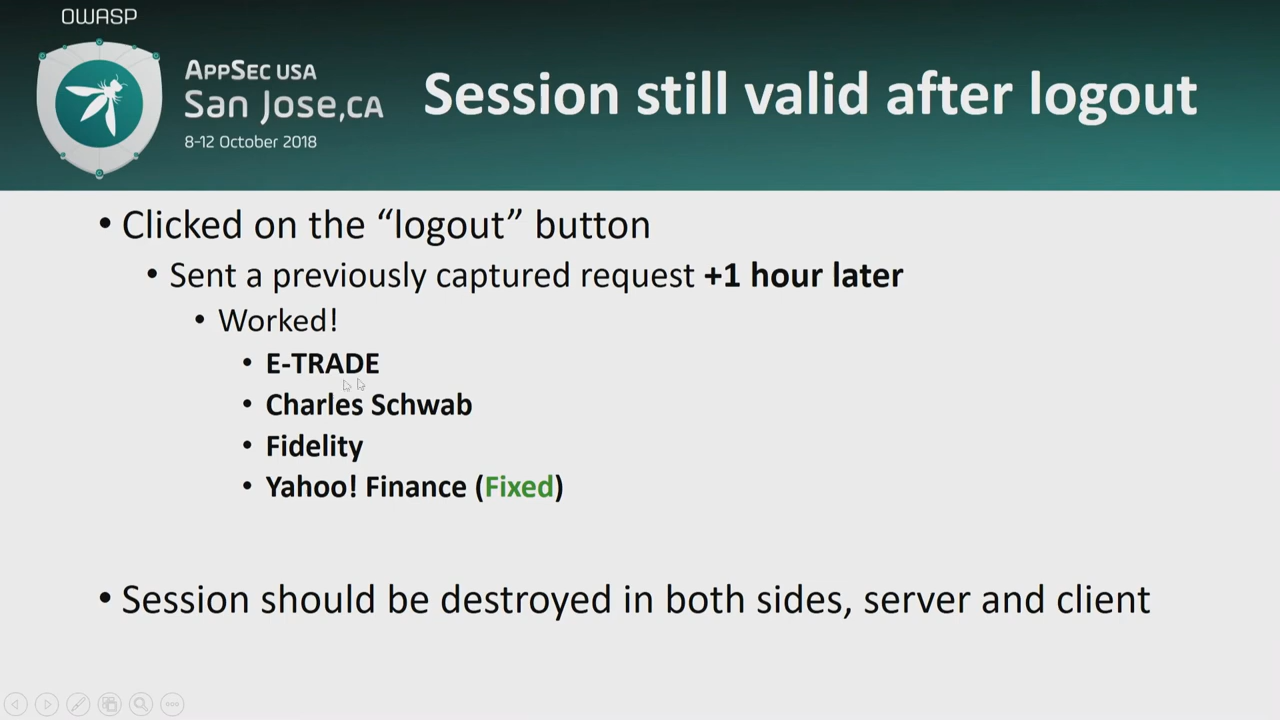 OWASP
APPSEC USA
San Jose,CA
8-12 October 2018
Session still valid after logout
• Clicked on the “logout” button
• Sent a previously captured request +1 hour later
• Worked!
• E-TRADE
• Charles Schwab
• Fidelity
• Yahoo! Finance (Fixed)
• Session should be destroyed in both sides, server and client